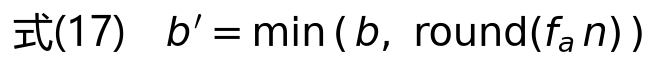 式(17) b′ = min ( b, round(fₐ n) )